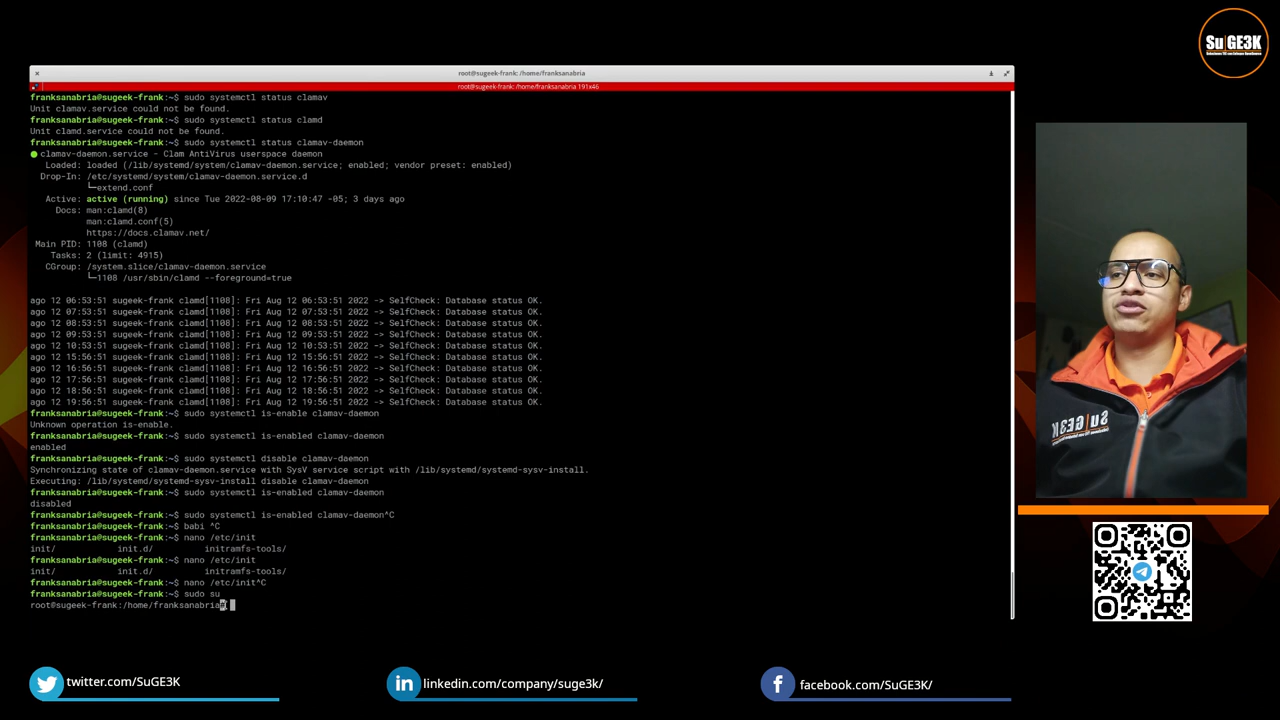 SuGE3K
root@sugeek-frank: /home/franksanabria
root@sugeek-frank: /home/franksanabria 191x46
franksanabria@sugeek-frank:~$ sudo systemctl status clamav
Unit clamav.service could not be found.
franksanabria@sugeek-frank:~$ sudo systemctl status clamd
Unit clamd.service could not be found.
franksanabria@sugeek-frank:~$ sudo systemctl status clamav-daemon
● clamav-daemon.service - Clam AntiVirus userspace daemon
Loaded: loaded (/lib/systemd/system/clamav-daemon.service; enabled; vendor preset: enabled)
Drop-In: /etc/systemd/system/clamav-daemon.service.d
└─extend.conf
Active: active (running) since Tue 2022-08-09 17:10:47 -05; 3 days ago
Docs: man:clamd(8)
man:clamd.conf(5)
https://docs.clamav.net/
Main PID: 1108 (clamd)
Tasks: 2 (limit: 4915)
CGroup: /system.slice/clamav-daemon.service
└─1108 /usr/sbin/clamd --foreground=true
ago 12 06:53:51 sugeek-frank clamd[1108]: Fri Aug 12 06:53:51 2022 -> SelfCheck: Database status OK.
ago 12 07:53:51 sugeek-frank clamd[1108]: Fri Aug 12 07:53:51 2022 -> SelfCheck: Database status OK.
ago 12 08:53:51 sugeek-frank clamd[1108]: Fri Aug 12 08:53:51 2022 -> SelfCheck: Database status OK.
ago 12 09:53:51 sugeek-frank clamd[1108]: Fri Aug 12 09:53:51 2022 -> SelfCheck: Database status OK.
ago 12 10:53:51 sugeek-frank clamd[1108]: Fri Aug 12 10:53:51 2022 -> SelfCheck: Database status OK.
ago 12 15:56:51 sugeek-frank clamd[1108]: Fri Aug 12 15:56:51 2022 -> SelfCheck: Database status OK.
ago 12 16:56:51 sugeek-frank clamd[1108]: Fri Aug 12 16:56:51 2022 -> SelfCheck: Database status OK.
ago 12 17:56:51 sugeek-frank clamd[1108]: Fri Aug 12 17:56:51 2022 -> SelfCheck: Database status OK.
ago 12 18:56:51 sugeek-frank clamd[1108]: Fri Aug 12 18:56:51 2022 -> SelfCheck: Database status OK.
ago 12 19:56:51 sugeek-frank clamd[1108]: Fri Aug 12 19:56:51 2022 -> SelfCheck: Database status OK.
franksanabria@sugeek-frank:~$ sudo systemctl is-enable clamav-daemon
Unknown operation is-enable.
franksanabria@sugeek-frank:~$ sudo systemctl is-enabled clamav-daemon
enabled
franksanabria@sugeek-frank:~$ sudo systemctl disable clamav-daemon
Synchronizing state of clamav-daemon.service with SysV service script with /lib/systemd/systemd-sysv-install.
Executing: /lib/systemd/systemd-sysv-install disable clamav-daemon
franksanabria@sugeek-frank:~$ sudo systemctl is-enabled clamav-daemon
disabled
franksanabria@sugeek-frank:~$ sudo systemctl is-enabled clamav-daemon^C
franksanabria@sugeek-frank:~$ babi ^C
franksanabria@sugeek-frank:~$ nano /etc/init
init/ init.d/ initramfs-tools/
franksanabria@sugeek-frank:~$ nano /etc/init
init/ init.d/ initramfs-tools/
franksanabria@sugeek-frank:~$ nano /etc/init^C
franksanabria@sugeek-frank:~$ sudo su
root@sugeek-frank:/home/franksanabria#
SuGE3K
twitter.com/SuGE3K
linkedin.com/company/suge3k/
facebook.com/SuGE3K/